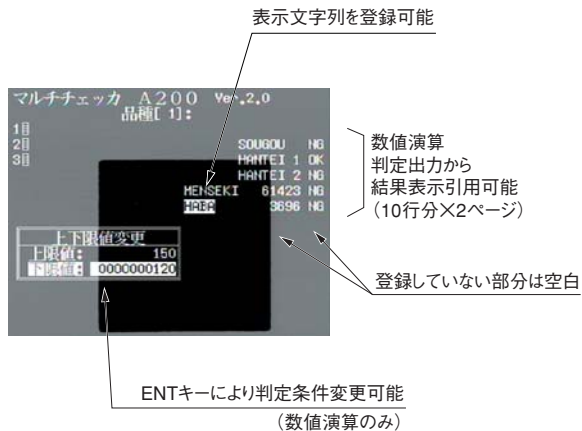 表示文字列を登録可能
マルチチェッカ A200 Ver.2.0
品種[ 1]:
1目
2目
3目
SOUGOU NG
HANTEI 1 OK
HANTEI 2 NG
MENSEKI 61423 NG
HABA 3696 NG
数値演算
判定出力から
結果表示引用可能
（10行分×2ページ）
上下限値変更
上限値: 150
下限値: 0000000120
登録していない部分は空白
ENTキーにより判定条件変更可能
（数値演算のみ）